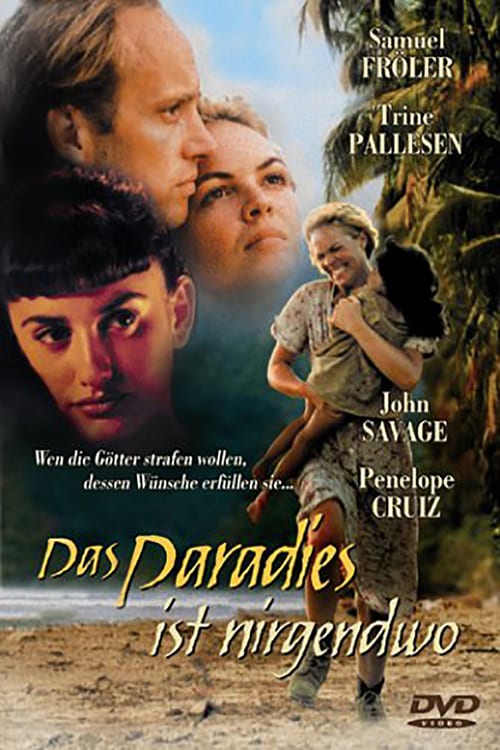 Samuel
FRÖLER
Trine
PALLESEN
John
SAVAGE
Penelope
CRUIZ
Wen die Götter strafen wollen,
dessen Wünsche erfüllen sie...
Das Paradies
ist nirgendwo
DVD
VIDEO